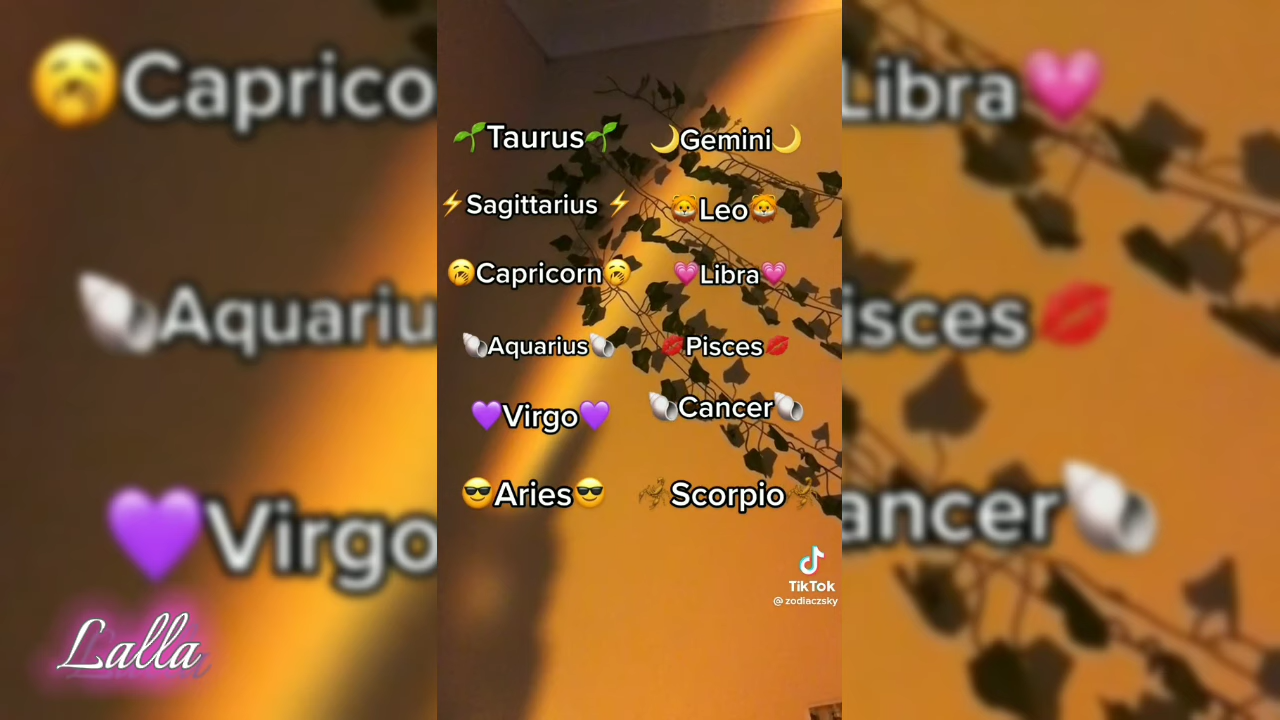 🥱Caprico
Libra💗
🌱Taurus🌱
🌙Gemini🌙
⚡Sagittarius ⚡
🦁Leo🦁
🥱Capricorn🥱
💗Libra💗
🐚Aquariu
isces💋
🐚Aquarius🐚
💋Pisces💋
💜Virgo💜
🐚Cancer🐚
💜Virgo
ancer🐚
😎Aries😎
🦂Scorpio🦂
TikTok
@zodiaczsky
Lalla